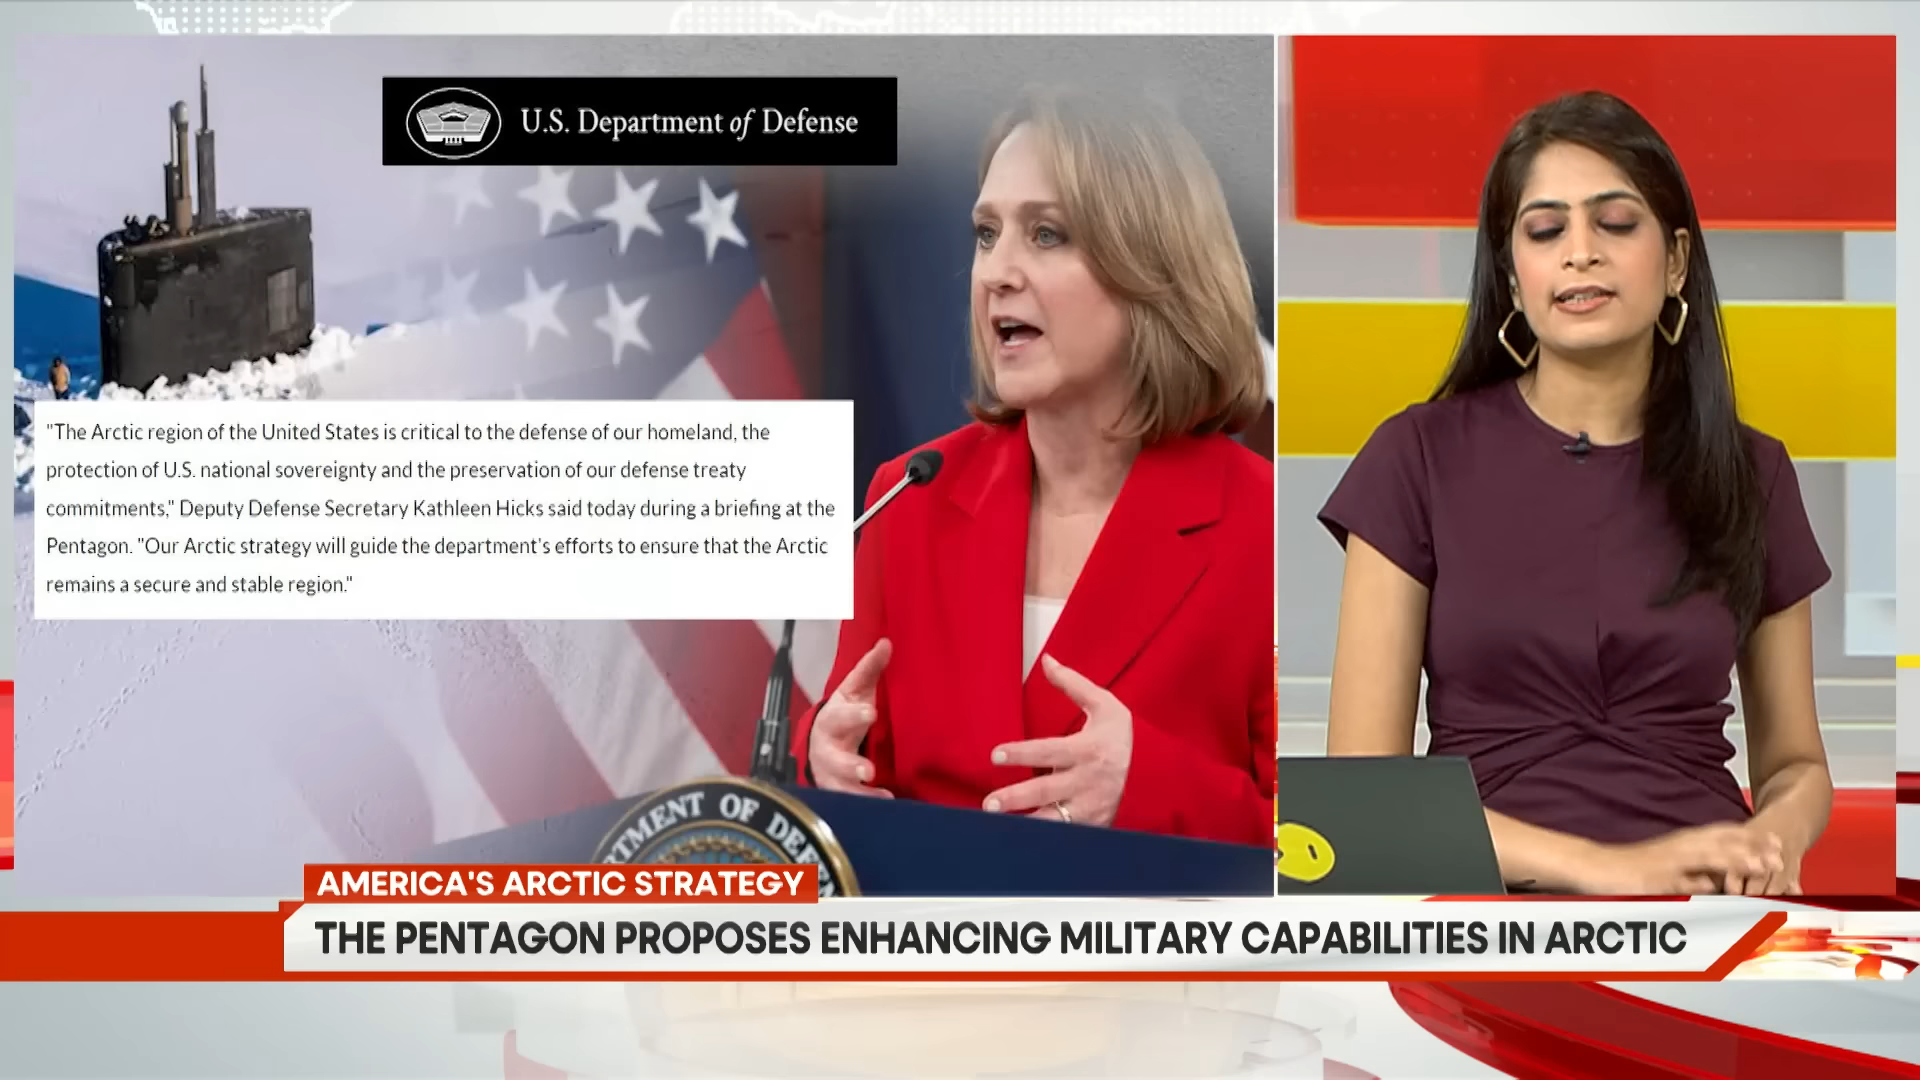 U.S. Department of Defense
"The Arctic region of the United States is critical to the defense of our homeland, the
protection of U.S. national sovereignty and the preservation of our defense treaty
commitments," Deputy Defense Secretary Kathleen Hicks said today during a briefing at the
Pentagon. "Our Arctic strategy will guide the department's efforts to ensure that the Arctic
remains a secure and stable region."
RTMENT OF DEFEN
AMERICA'S ARCTIC STRATEGY
THE PENTAGON PROPOSES ENHANCING MILITARY CAPABILITIES IN ARCTIC